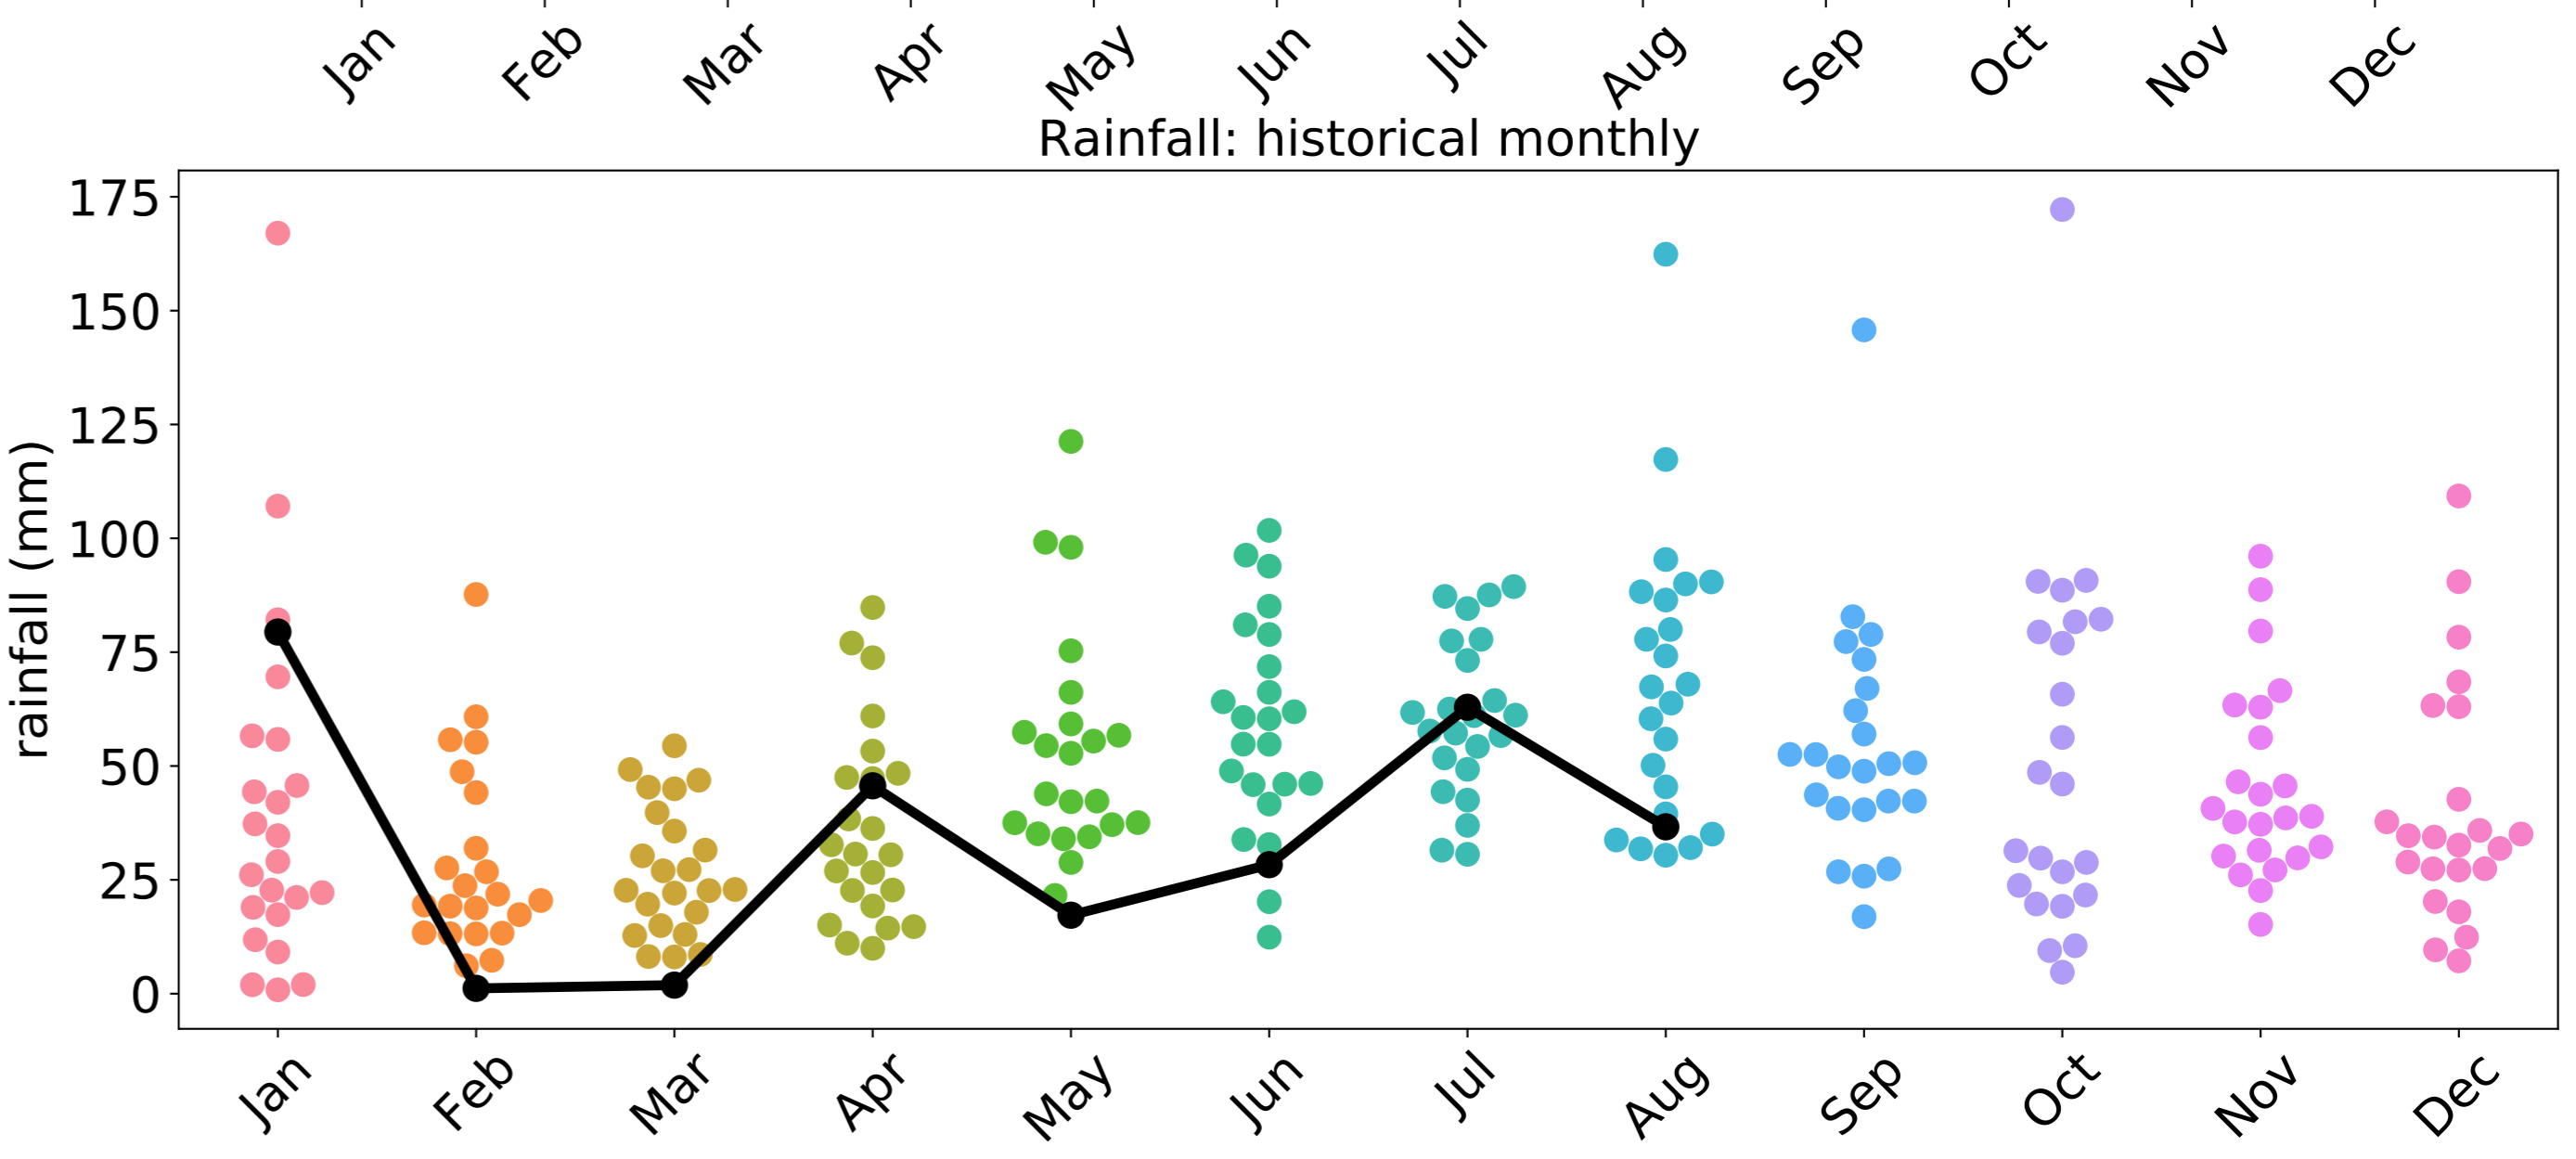 Jan Feb Mar Apr May Jun Jul Aug Sep Oct Nov Dec
Rainfall: historical monthly
175
150
125
100
75
50
25
0
rainfall (mm)
Jan Feb Mar Apr May Jun Jul Aug Sep Oct Nov Dec